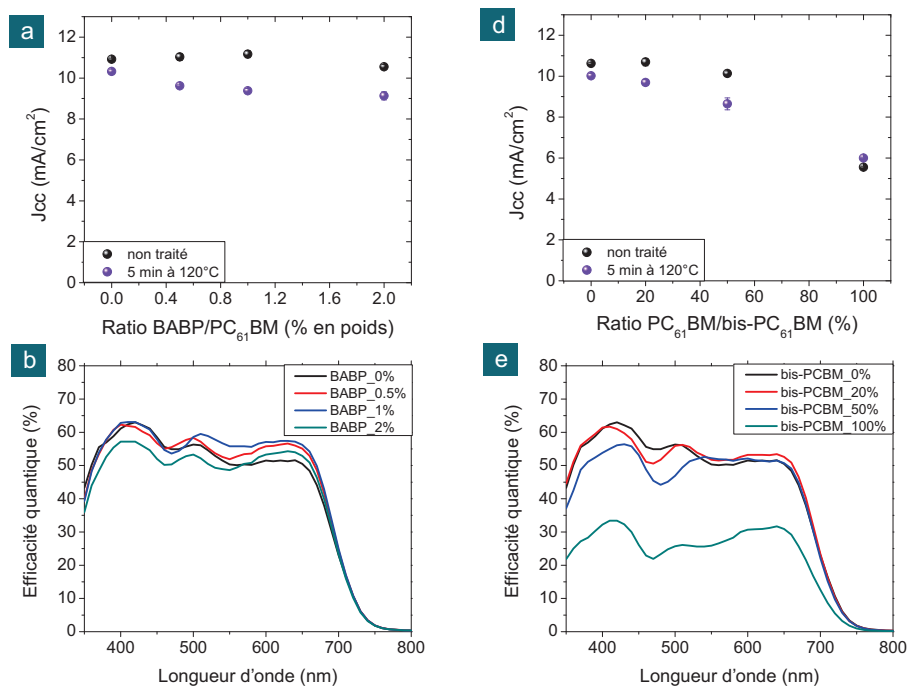 a
12
10
8
6
4
2
0
Jcc (mA/cm²)
non traité
5 min à 120°C
0.0 0.4 0.8 1.2 1.6 2.0
Ratio BABP/PC₆₁BM (% en poids)
d
12
10
8
6
4
2
0
Jcc (mA/cm²)
non traité
5 min à 120°C
0 20 40 60 80 100
Ratio PC₆₁BM/bis-PC₆₁BM (%)
b
80
70
60
50
40
30
20
10
0
Efficacité quantique (%)
BABP_0%
BABP_0.5%
BABP_1%
BABP_2%
400 500 600 700 800
Longueur d'onde (nm)
e
80
70
60
50
40
30
20
10
0
Efficacité quantique (%)
bis-PCBM_0%
bis-PCBM_20%
bis-PCBM_50%
bis-PCBM_100%
400 500 600 700 800
Longueur d'onde (nm)